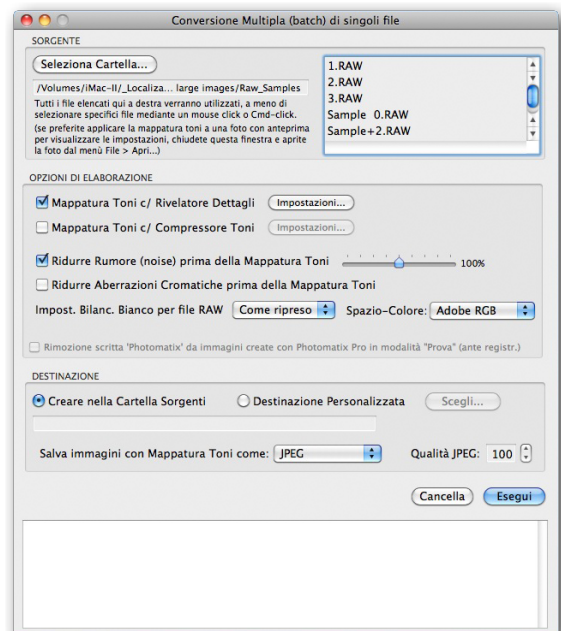 Conversione Multipla (batch) di singoli file
SORGENTE
Seleziona Cartella...
/Volumes/iMac-II/_Localiza... large images/Raw_Samples
Tutti i file elencati qui a destra verranno utilizzati, a meno di
selezionare specifici file mediante un mouse click o Cmd-click.
(se preferite applicare la mappatura toni a una foto con anteprima
per visualizzare le impostazioni, chiudete questa finestra e aprite
la foto dal menù File > Apri...)
1.RAW
2.RAW
3.RAW
Sample 0.RAW
Sample+2.RAW
OPZIONI DI ELABORAZIONE
Mappatura Toni c/ Rivelatore Dettagli Impostazioni...
Mappatura Toni c/ Compressore Toni Impostazioni...
Ridurre Rumore (noise) prima della Mappatura Toni 100%
Ridurre Aberrazioni Cromatiche prima della Mappatura Toni
Impost. Bilanc. Bianco per file RAW Come ripreso Spazio-Colore: Adobe RGB
Rimozione scritta 'Photomatix' da immagini create con Photomatix Pro in modalità "Prova" (ante registr.)
DESTINAZIONE
Creare nella Cartella Sorgenti Destinazione Personalizzata Scegli...
Salva immagini con Mappatura Toni come: JPEG Qualità JPEG: 100
Cancella Esegui